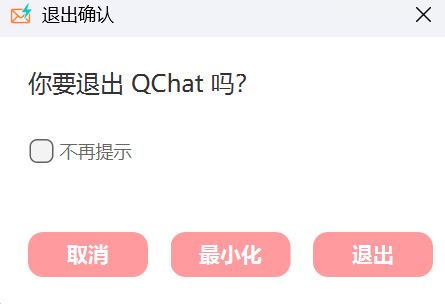 退出确认
你要退出 QChat 吗？
不再提示
取消
最小化
退出